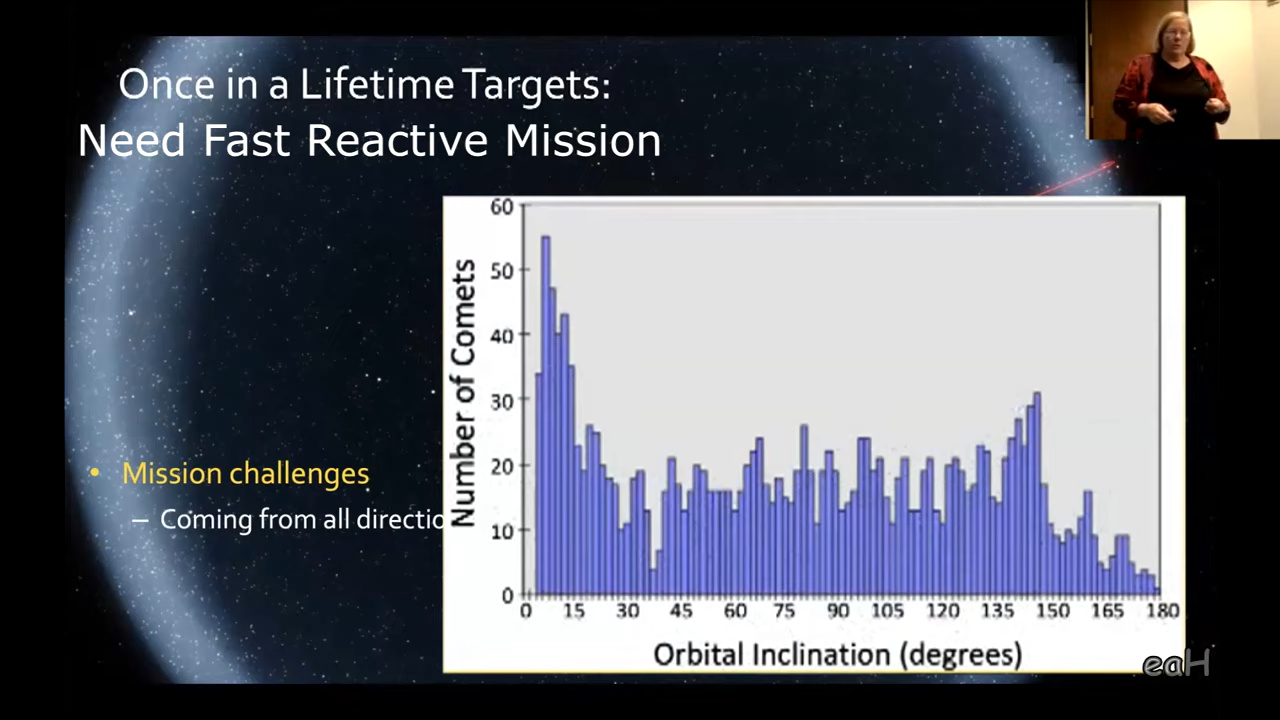 Once in a Lifetime Targets:
Need Fast Reactive Mission
• Mission challenges
– Coming from all directio
Number of Comets
60
50
40
30
20
10
0
0 15 30 45 60 75 90 105 120 135 150 165 180
Orbital Inclination (degrees)
eaH